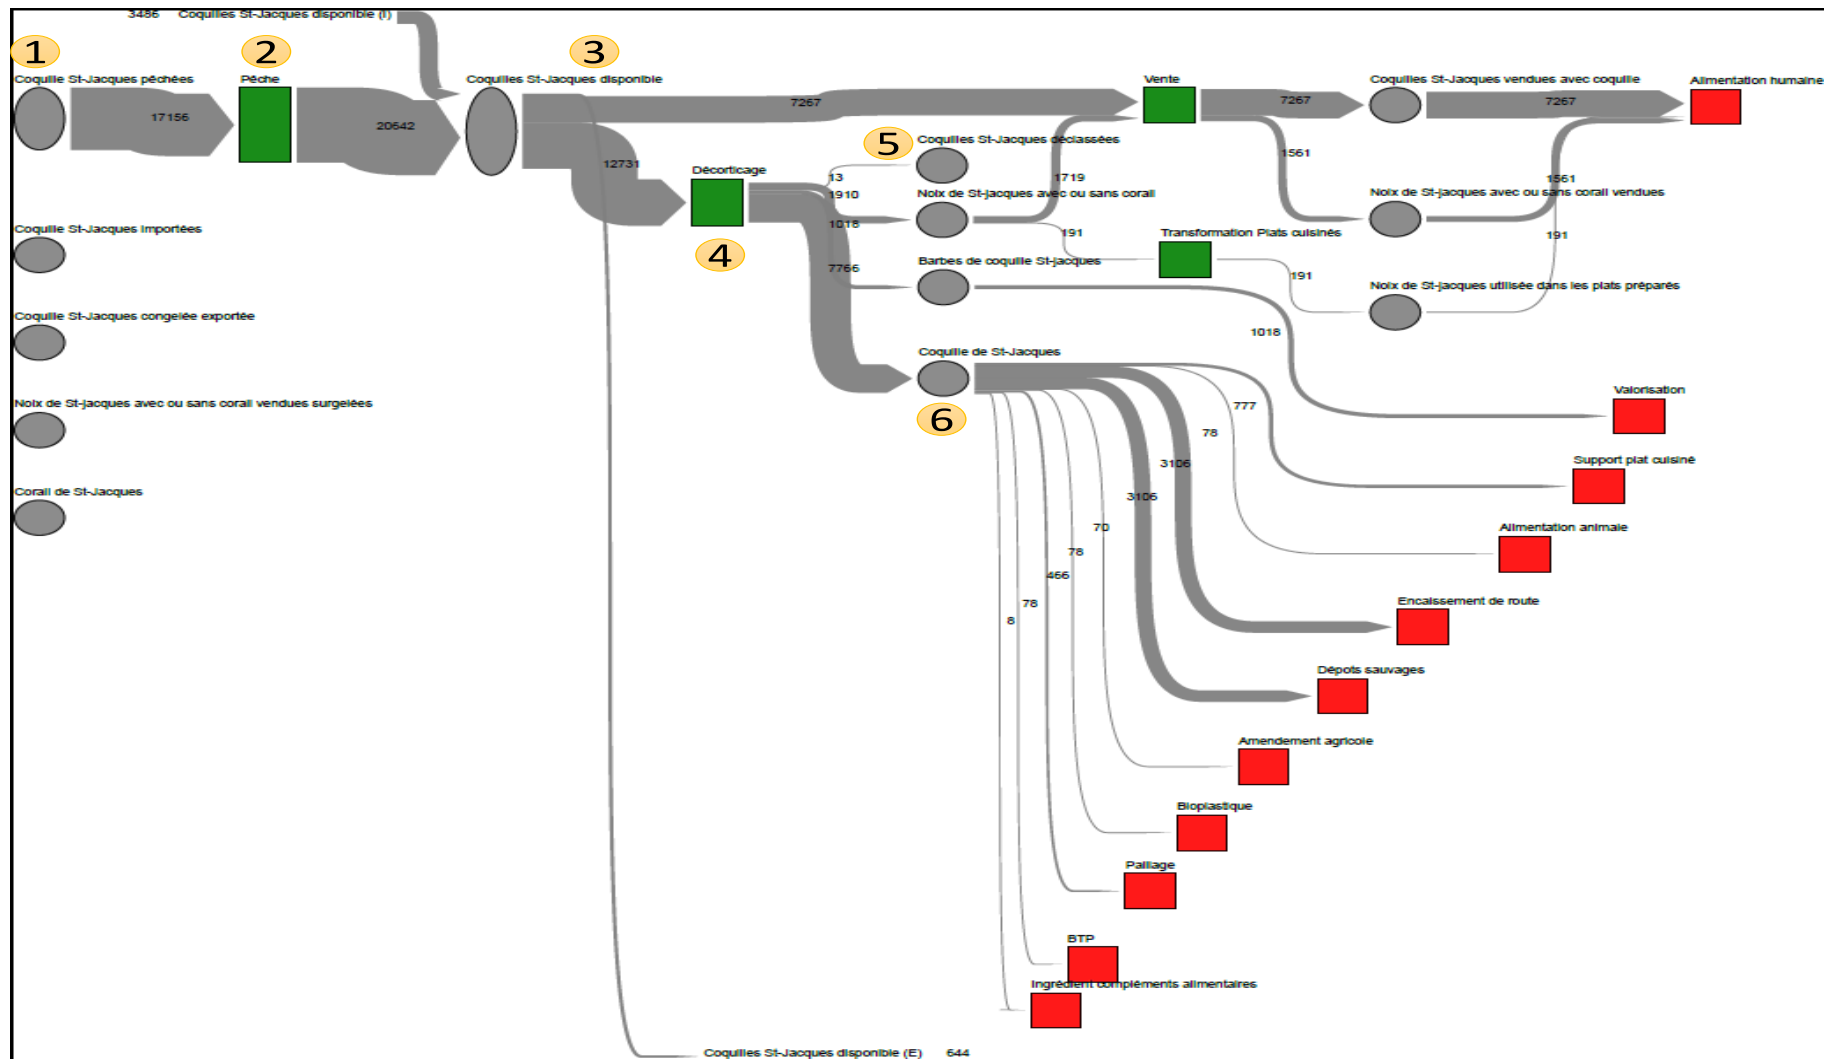 3486 Coquilles St-Jacques disponible (I)
1
2
3
Coquille St-Jacques pêchées
Pêche
Coquilles St-Jacques disponible
Vente
Coquilles St-Jacques vendues avec coquille
Alimentation humaine
17156
20642
7267
7267
7267
5
Coquilles St-Jacques déclassées
12731
Décorticage
13
1910
1018
7766
4
Noix de St-jacques avec ou sans corail
1719
1561
1561
Noix de St-jacques avec ou sans corail vendues
191
Transformation Plats cuisinés
191
191
Coquille St-Jacques importées
Barbes de coquille St-jacques
Noix de St-jacques utilisée dans les plats préparés
1018
Coquille St-Jacques congelée exportée
Coquille de St-Jacques
6
Noix de St-jacques avec ou sans corail vendues surgelées
Valorisation
777
78
3106
3106
Support plat cuisiné
Corail de St-Jacques
70
78
466
78
8
Alimentation animale
Encaissement de route
Dépots sauvages
Amendement agricole
Bioplastique
Paillage
BTP
Ingrédient compléments alimentaires
Coquilles St-Jacques disponible (E) 644